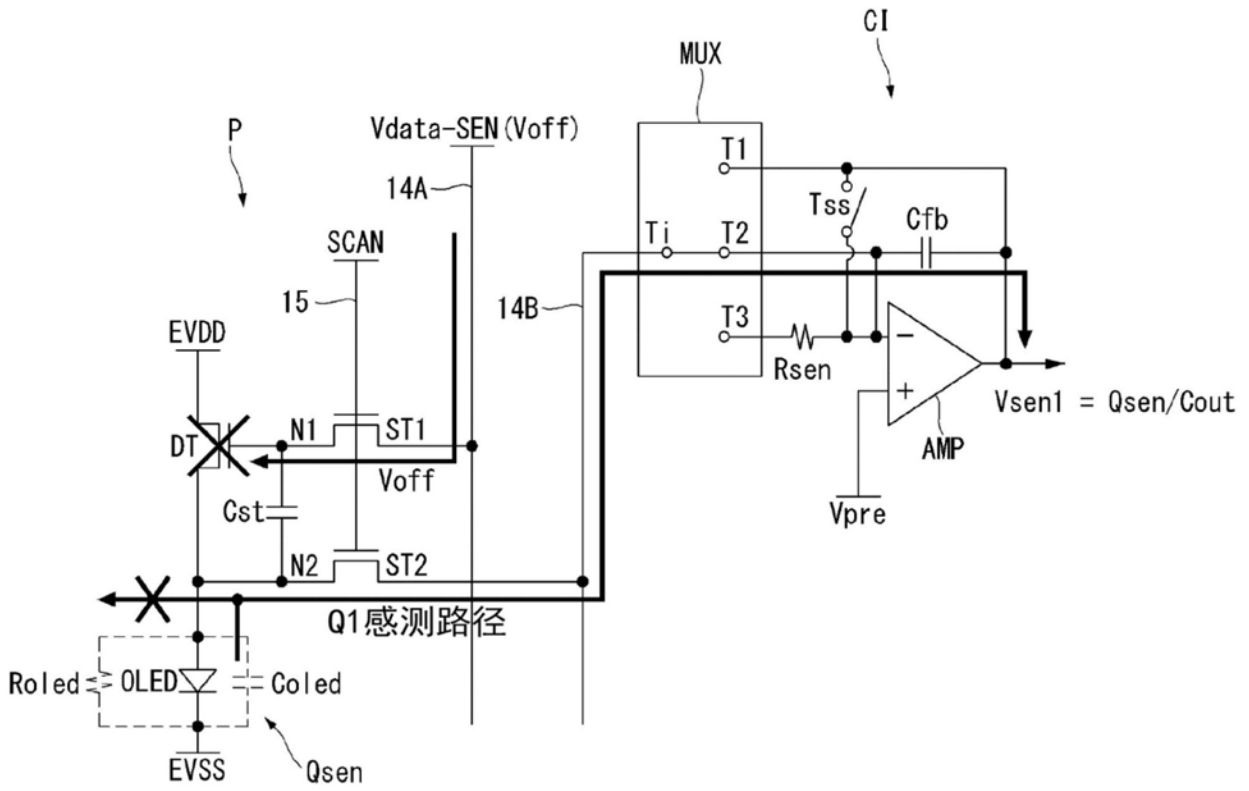 CI
MUX
P
Vdata-SEN(Voff)
T1
14A
Tss
Cfb
SCAN
Ti
T2
15
14B
T3
EVDD
Rsen
−
+
Vsen1 = Qsen/Cout
N1
ST1
DT
AMP
Voff
Cst
Vpre
N2
ST2
Q1感测路径
Roled
OLED
Coled
EVSS
Qsen